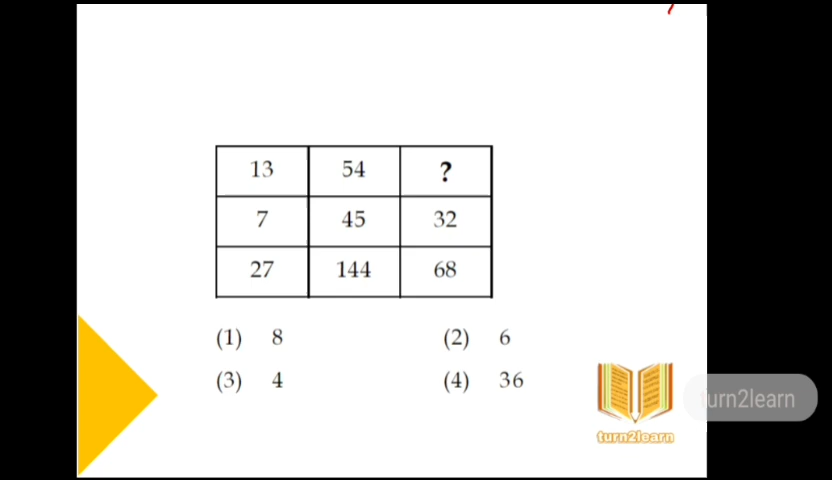 13 54 ?
7 45 32
27 144 68
(1) 8 (2) 6
(3) 4 (4) 36
turn2learn
turn2learn